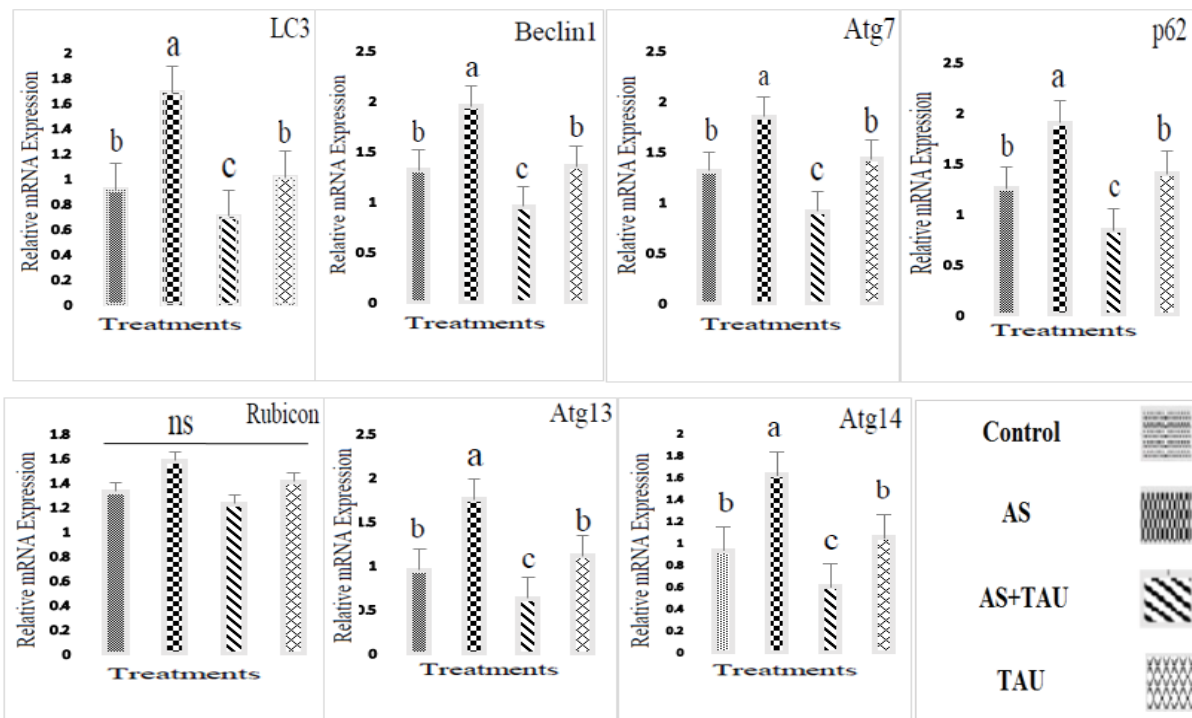 LC3
Relative mRNA Expression
2
1.8
1.6
1.4
1.2
1
0.8
0.6
0.4
0.2
0
b
a
c
b
Treatments
Beclin1
Relative mRNA Expression
2.5
2
1.5
1
0.5
0
b
a
c
b
Treatments
Atg7
Relative mRNA Expression
2.5
2
1.5
1
0.5
0
b
a
c
b
Treatments
p62
Relative mRNA Expression
2.5
2
1.5
1
0.5
0
b
a
c
b
Treatments
Rubicon
Relative mRNA Expression
1.8
1.6
1.4
1.2
1
0.8
0.6
0.4
0.2
0
ns
Treatments
Atg13
Relative mRNA Expression
2.5
2
1.5
1
0.5
0
b
a
c
b
Treatments
Atg14
Relative mRNA Expression
2
1.8
1.6
1.4
1.2
1
0.8
0.6
0.4
0.2
0
b
a
c
b
Treatments
Control
AS
AS+TAU
TAU